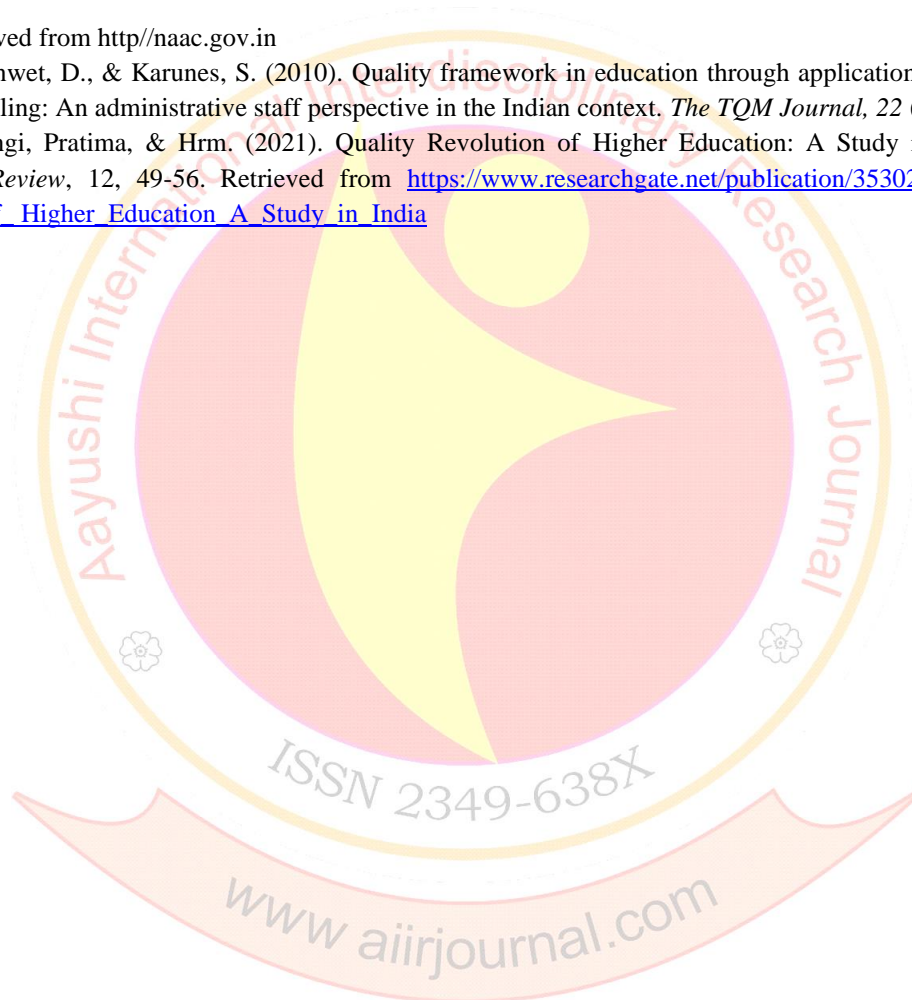 ved from http//naac.gov.in
nwet, D., & Karunes, S. (2010). Quality framework in education through application
ling: An administrative staff perspective in the Indian context. The TQM Journal, 22
ngi, Pratima, & Hrm. (2021). Quality Revolution of Higher Education: A Study
Review, 12, 49-56. Retrieved from https://www.researchgate.net/publication/35302
_Higher_Education_A_Study_in_India
Aayushi International Interdisciplinary Research Journal
ISSN 2349-638X
www aiirjournal.com